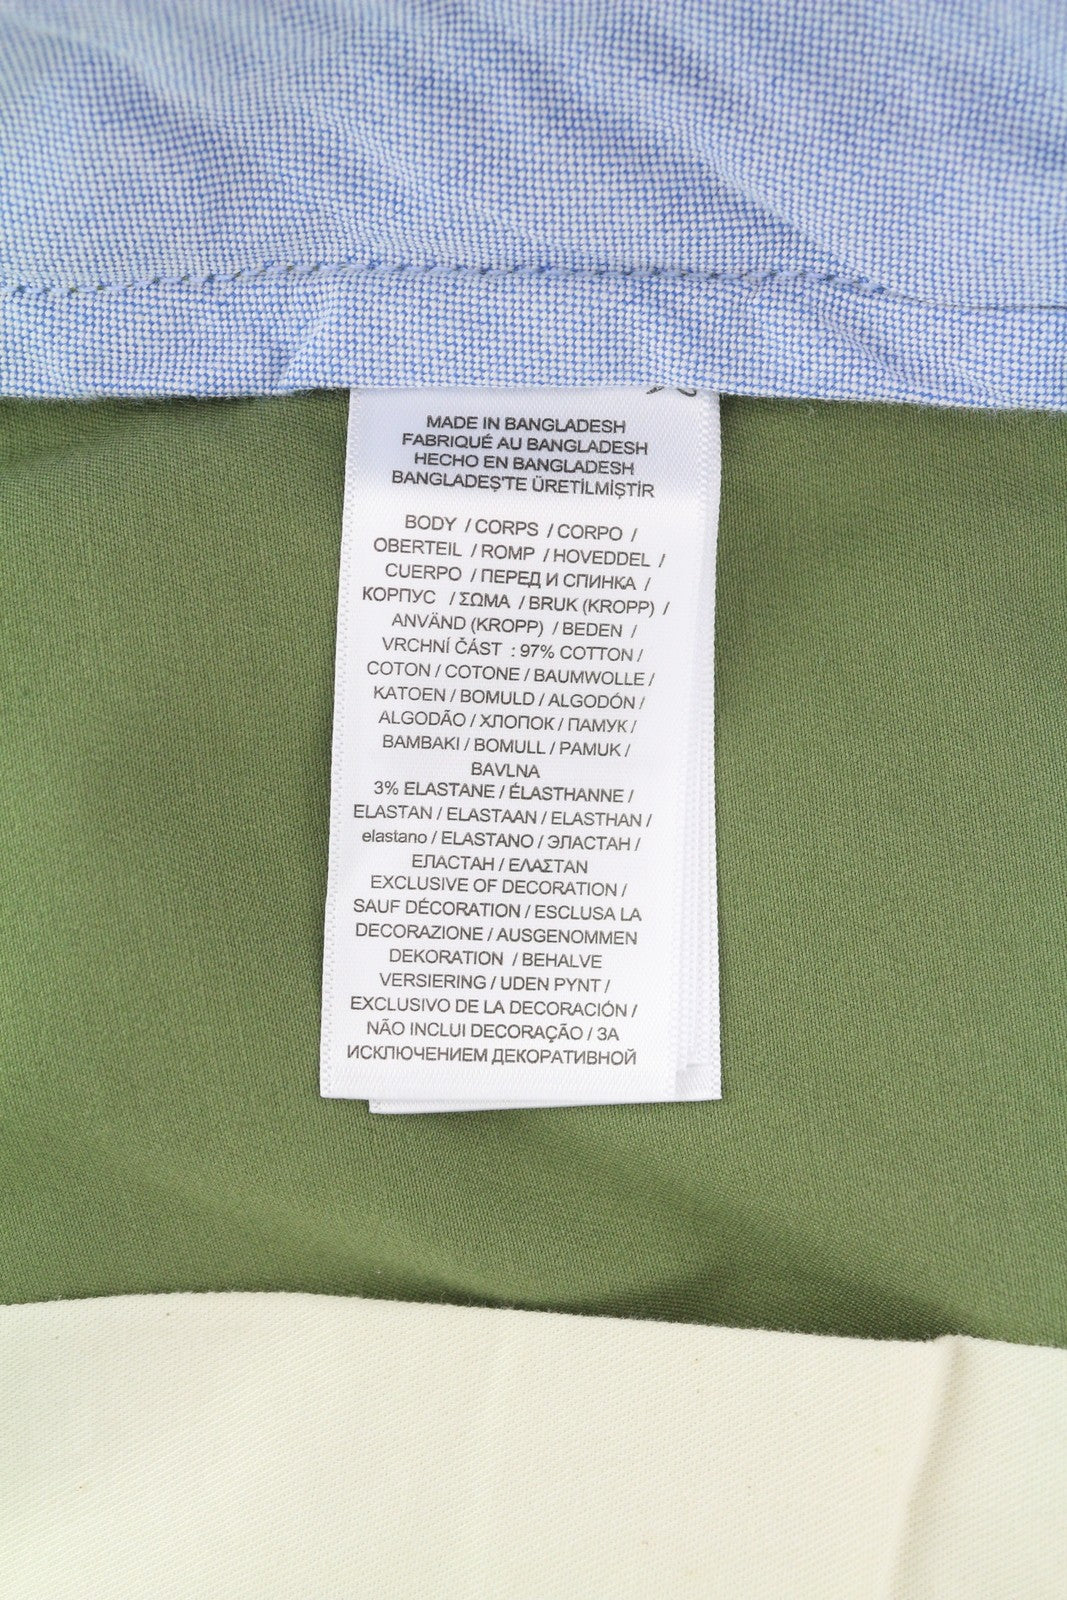 MADE IN BANGLADESH
FABRIQUÉ AU BANGLADESH
HECHO EN BANGLADESH
BANGLADEŞ'TE ÜRETİLMİŞTİR
BODY / CORPS / CORPO /
OBERTEIL / ROMP / HOVEDDEL /
CUERPO / ПЕРЕД И СПИНКА /
КОРПУС / ΣΩΜΑ / BRUK (KROPP) /
ANVÄND (KROPP) / BEDEN /
VRCHNÍ ČÁST : 97% COTTON /
COTON / COTONE / BAUMWOLLE /
KATOEN / BOMULD / ALGODÓN /
ALGODÃO / ХЛОПОК / ПАМУК /
BAMBAKI / BOMULL / PAMUK /
BAVLNA
3% ELASTANE / ÉLASTHANNE /
ELASTAN / ELASTAAN / ELASTHAN /
elastano / ELASTANO / ЭЛАСТАН /
ЕЛАСТАН / ΕΛΑΣΤΑΝ
EXCLUSIVE OF DECORATION /
SAUF DÉCORATION / ESCLUSA LA
DECORAZIONE / AUSGENOMMEN
DEKORATION / BEHALVE
VERSIERING / UDEN PYNT /
EXCLUSIVO DE LA DECORACIÓN /
NÃO INCLUI DECORAÇÃO / ЗА
ИСКЛЮЧЕНИЕМ ДЕКОРАТИВНОЙ